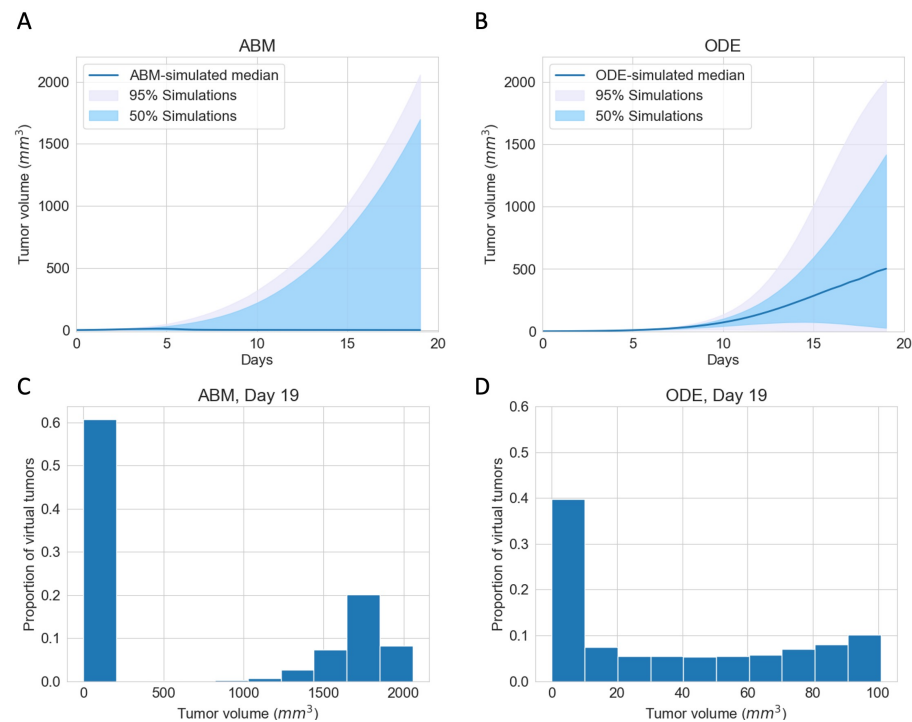 A
ABM
ABM-simulated median
95% Simulations
50% Simulations
Tumor volume (mm³)
2000
1500
1000
500
0
0 5 10 15 20
Days
B
ODE
ODE-simulated median
95% Simulations
50% Simulations
Tumor volume (mm³)
2000
1500
1000
500
0
0 5 10 15 20
Days
C
ABM, Day 19
Proportion of virtual tumors
0.6
0.5
0.4
0.3
0.2
0.1
0.0
0 500 1000 1500 2000
Tumor volume (mm³)
D
ODE, Day 19
Proportion of virtual tumors
0.6
0.5
0.4
0.3
0.2
0.1
0.0
0 20 40 60 80 100
Tumor volume (mm³)